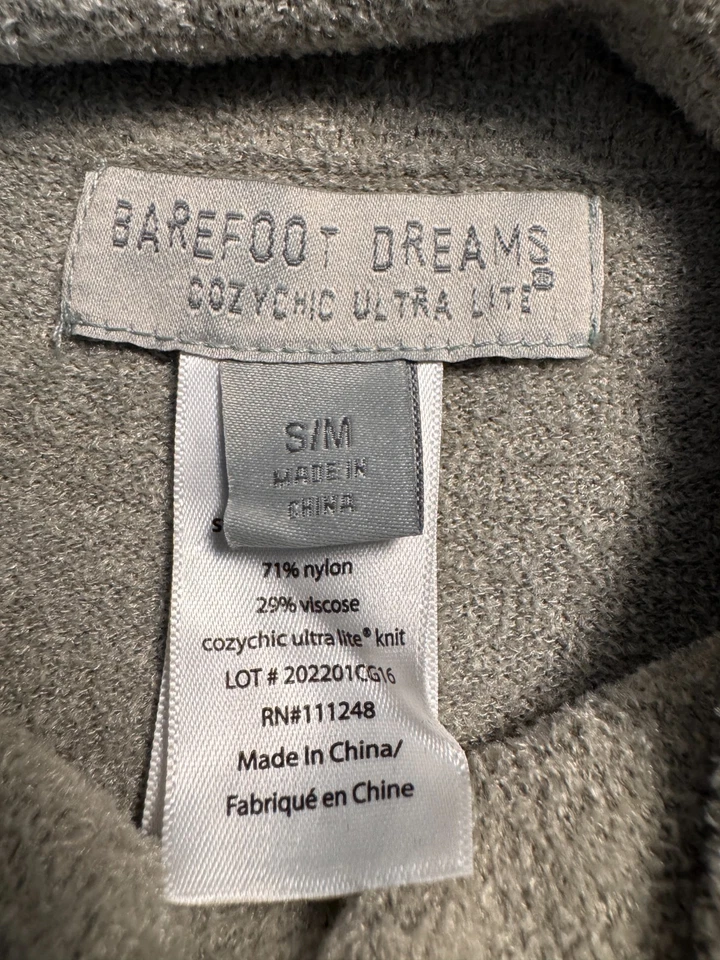 BAREFOOT DREAMS
COZYCHIC ULTRA LITE®
S/M
MADE IN
CHINA
71% nylon
29% viscose
cozychic ultra lite® knit
LOT # 202201CG16
RN#111248
Made In China/
Fabriqué en Chine